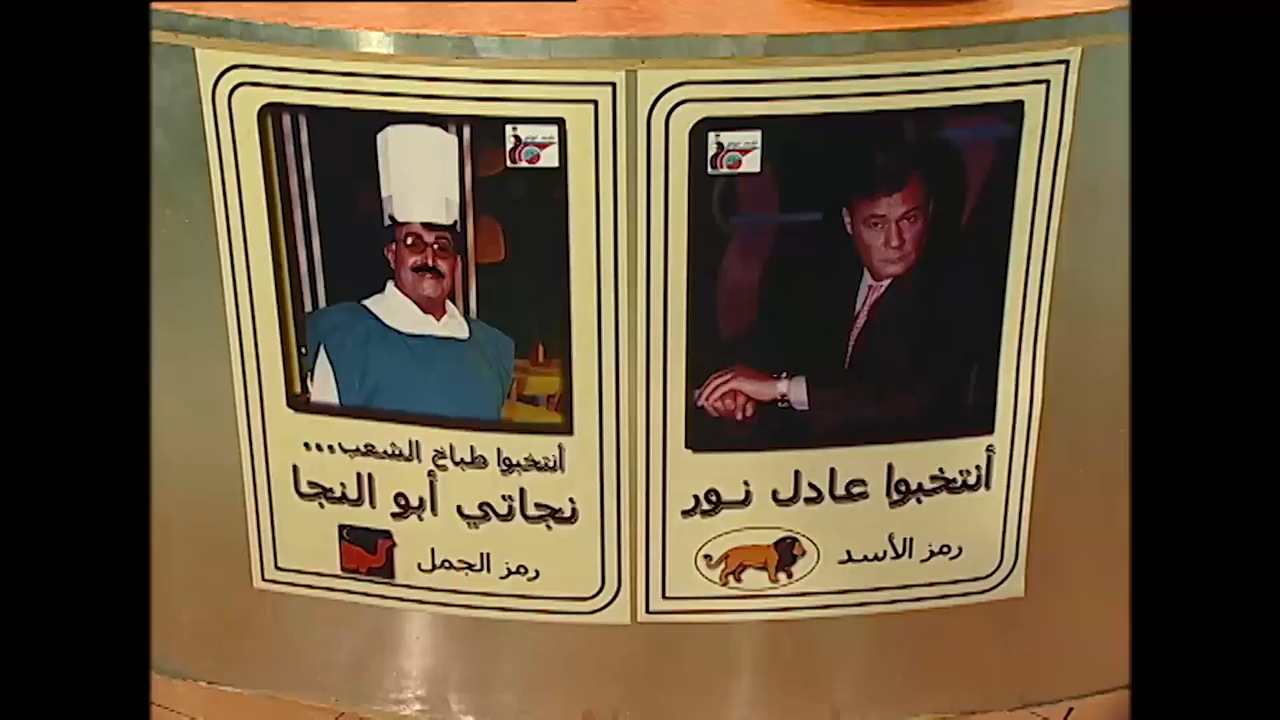 أنتخبوا عادل نور
رمز الأسد
أنتخبوا طباخ الشعب...
نجاتي أبو النجا
رمز الجمل